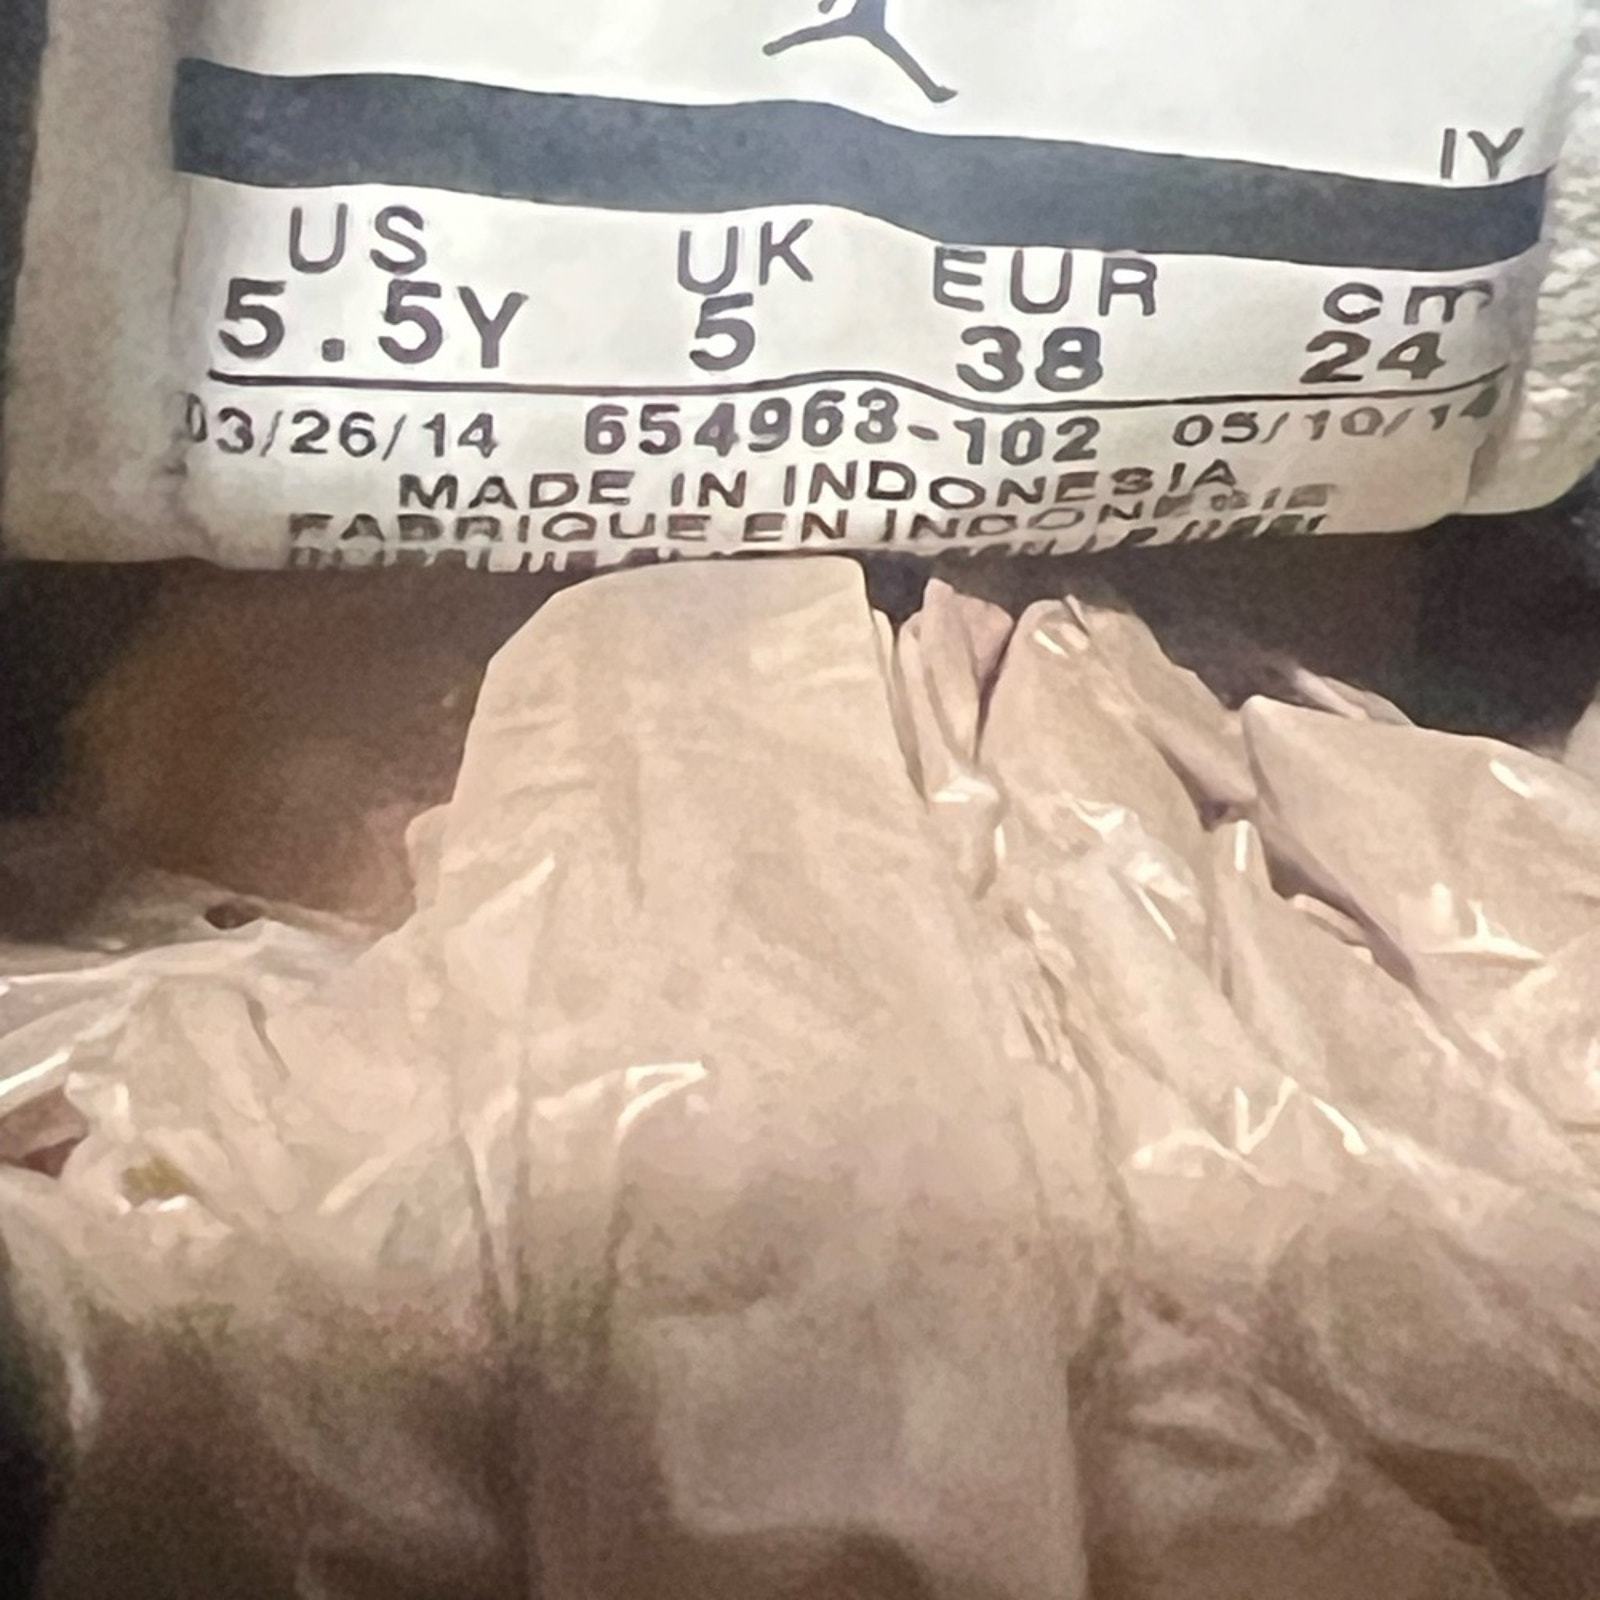 IY
US UK EUR cm
5.5Y 5 38 24
03/26/14 654963-102 05/10/14
MADE IN INDONESIA
FABRIQUE EN INDONESIE